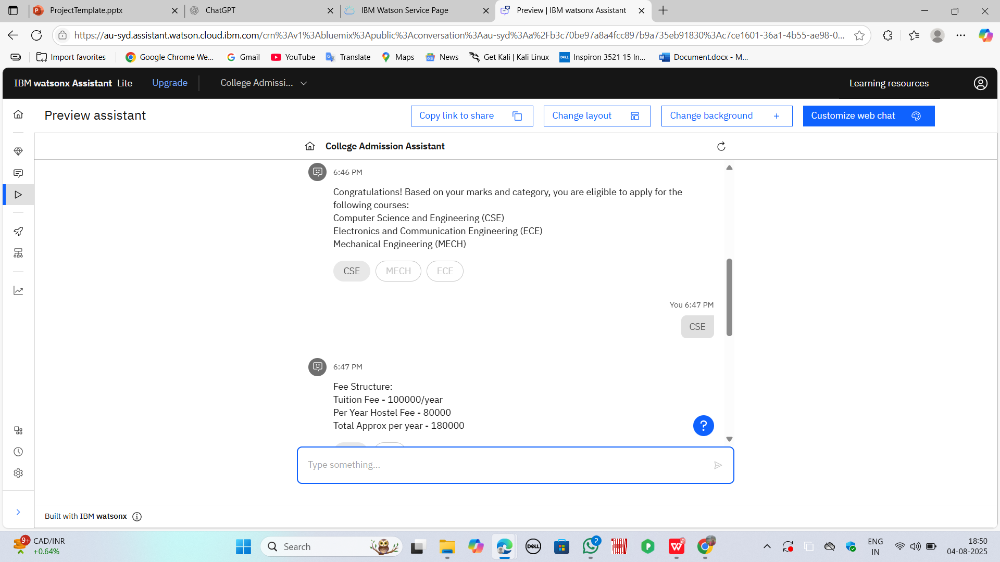 ProjectTemplate.pptx
ChatGPT
IBM Watson Service Page
Preview | IBM watsonx Assistant
https://au-syd.assistant.watson.cloud.ibm.com/crn%3Av1%3Abluemix%3Apublic%3Aconversation%3Aau-syd%3Aa%2Fb3c70be97a8a4fcc897b9a735eb91830%3Ac7ce1601-36a1-4b55-ae98-0...
Import favorites
Google Chrome We...
Gmail
YouTube
Translate
Maps
News
Get Kali | Kali Linux
DELL
Inspiron 3521 15 In...
Document.docx - M...
IBM watsonx Assistant Lite
Upgrade
College Admissi...
Learning resources
Preview assistant
Copy link to share
Change layout
Change background +
Customize web chat
College Admission Assistant
6:46 PM
Congratulations! Based on your marks and category, you are eligible to apply for the
following courses:
Computer Science and Engineering (CSE)
Electronics and Communication Engineering (ECE)
Mechanical Engineering (MECH)
CSE
MECH
ECE
You 6:47 PM
CSE
6:47 PM
Fee Structure:
Tuition Fee - 100000/year
Per Year Hostel Fee - 80000
Total Approx per year - 180000
?
Type something...
Built with IBM watsonx
9+
CAD/INR
+0.64%
Search
DELL
2
ENG
IN
18:50
04-08-2025